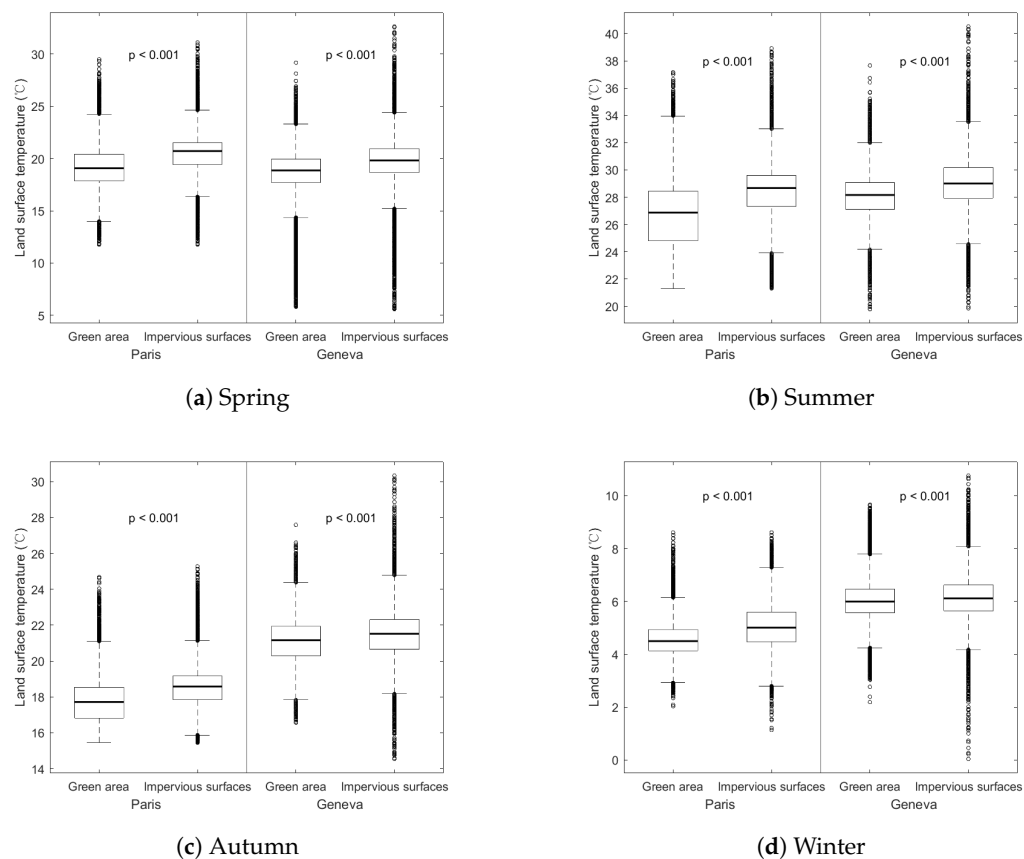 Land surface temperature (℃)
30
25
20
15
10
5
p < 0.001
p < 0.001
Green area Impervious surfaces Green area Impervious surfaces
Paris Geneva
(a) Spring
Land surface temperature (℃)
40
38
36
34
32
30
28
26
24
22
20
p < 0.001
p < 0.001
Green area Impervious surfaces Green area Impervious surfaces
Paris Geneva
(b) Summer
Land surface temperature (℃)
30
28
26
24
22
20
18
16
14
p < 0.001
p < 0.001
Green area Impervious surfaces Green area Impervious surfaces
Paris Geneva
(c) Autumn
Land surface temperature (℃)
10
8
6
4
2
0
p < 0.001
p < 0.001
Green area Impervious surfaces Green area Impervious surfaces
Paris Geneva
(d) Winter